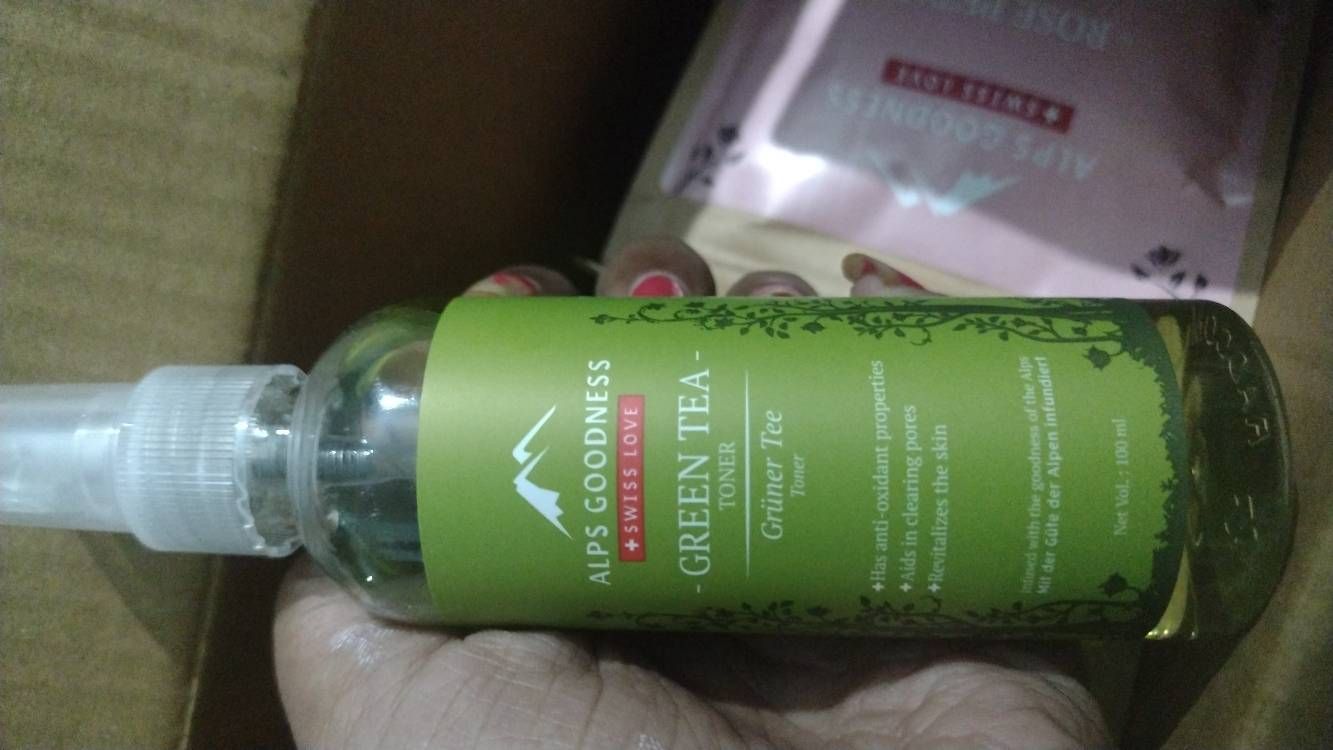 ALPS GOODNESS
SWISS LOVE
- GREEN TEA -
TONER
Grüner Tee
Toner
Has anti-oxidant properties
Aids in clearing pores
Revitalizes the skin
Infused with the goodness of the Alps
Mit der Güte der Alpen infundiert
Net Vol.: 100 ml
ALPS GOODNESS
SWISS LOVE
ROSE